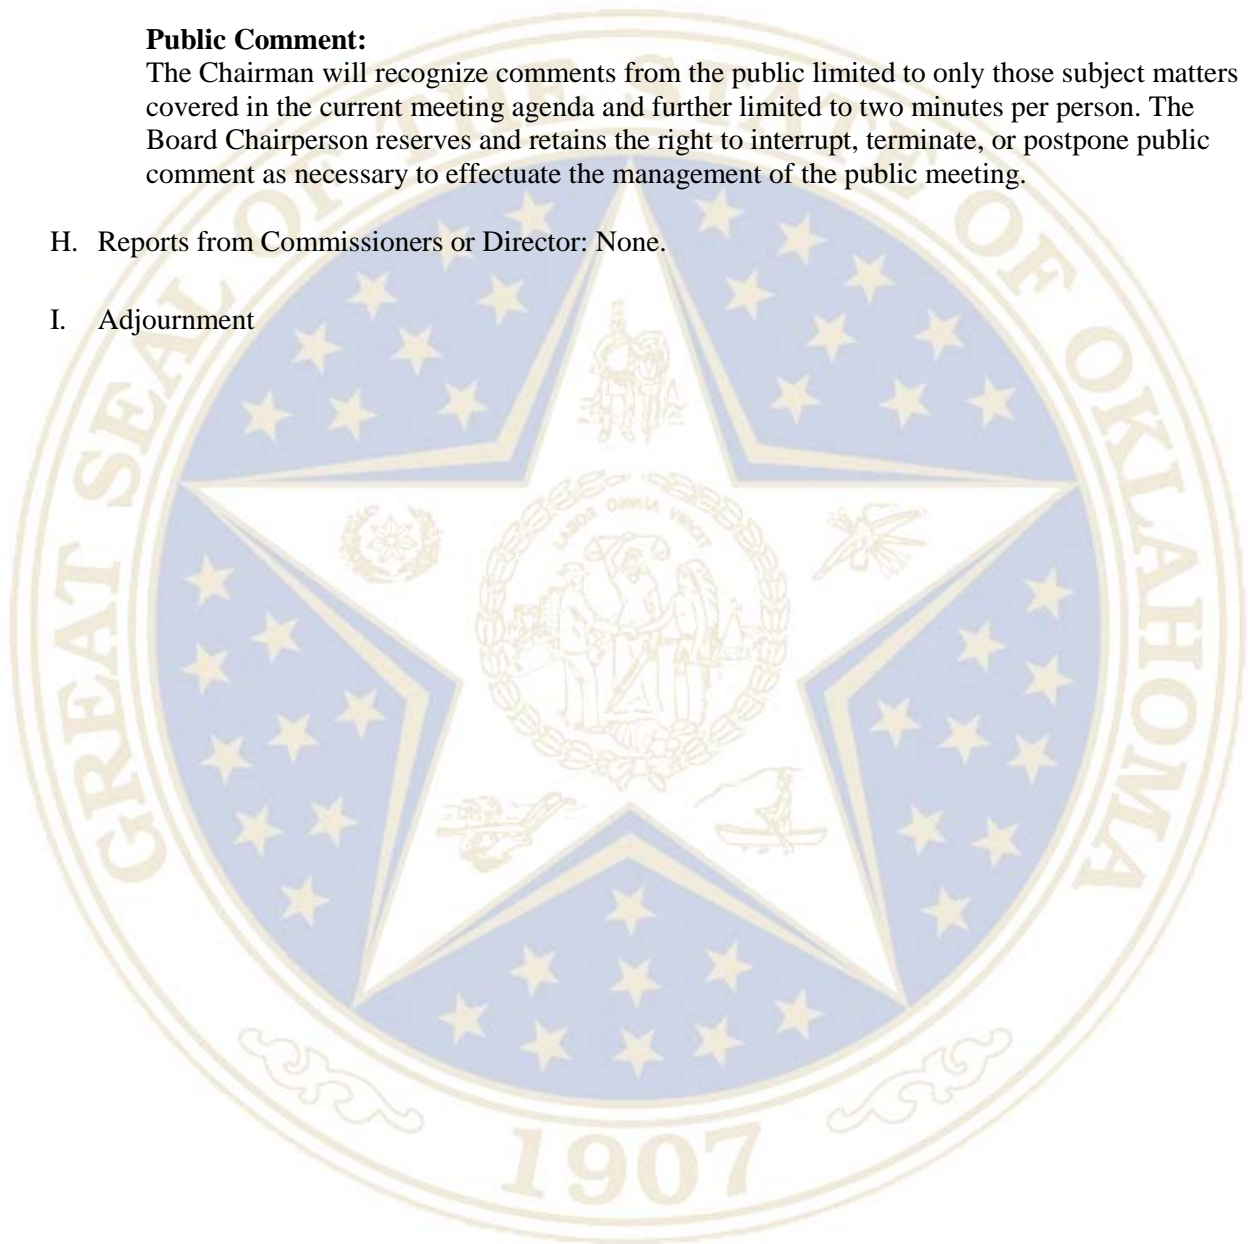 Public Comment:
The Chairman will recognize comments from the public limited to only those subject matters
covered in the current meeting agenda and further limited to two minutes per person. The
Board Chairperson reserves and retains the right to interrupt, terminate, or postpone public
comment as necessary to effectuate the management of the public meeting.
H. Reports from Commissioners or Director: None.
I. Adjournment
GREAT SEAL OF THE STATE OF OKLAHOMA
LABOR OMNIA VINCIT
1907